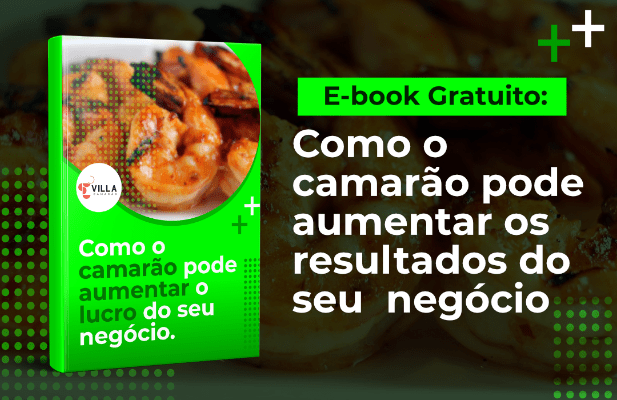 VILLA
CAMARÃO
Como o
camarão pode
aumentar o
lucro do seu
negócio.
E-book Gratuito:
Como o
camarão pode
aumentar os
resultados do
seu negócio